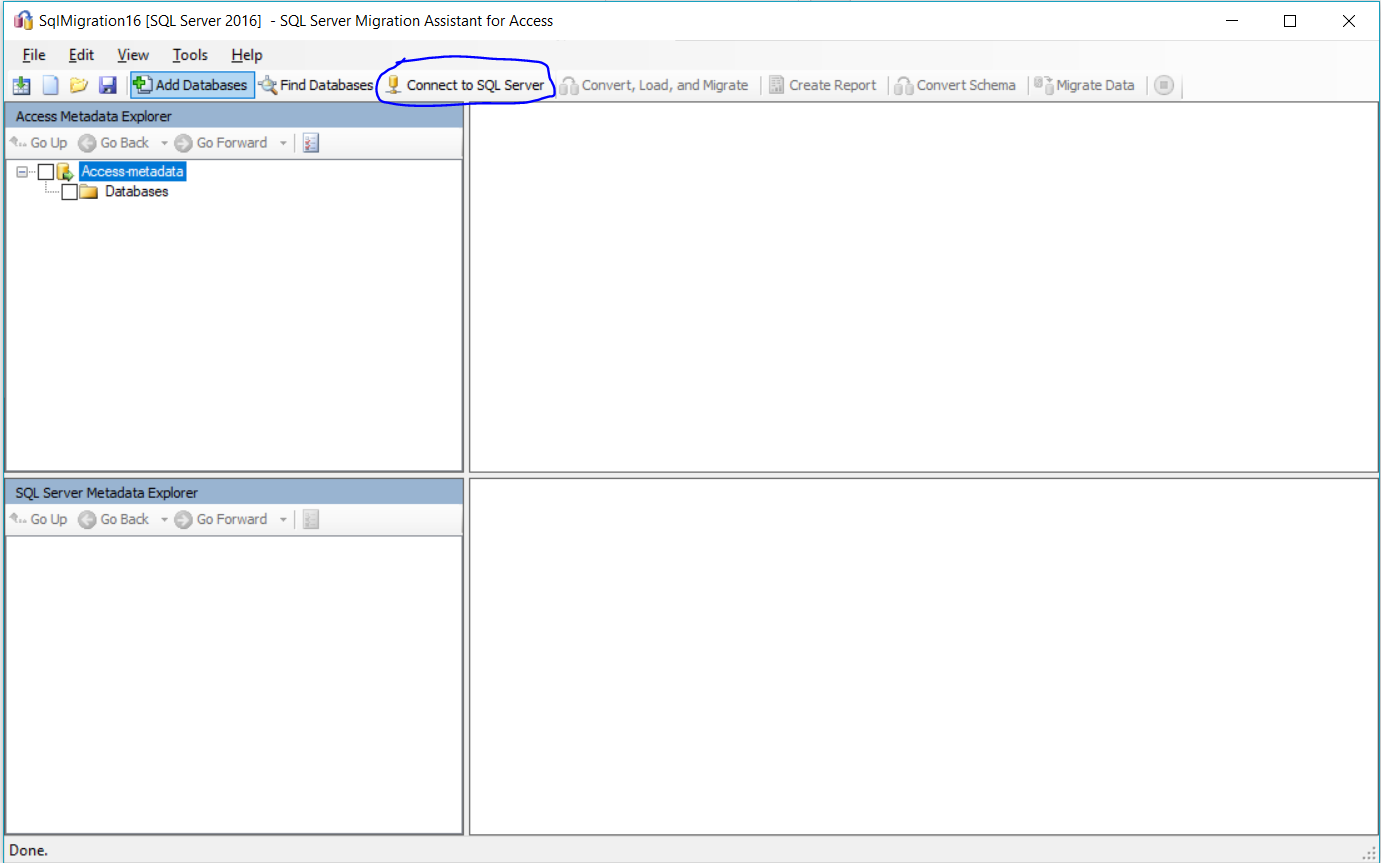 SqlMigration16 [SQL Server 2016]  - SQL Server Migration Assistant for Access
File Edit View Tools Help
Add Databases Find Databases Connect to SQL Server Convert, Load, and Migrate Create Report Convert Schema Migrate Data
Access Metadata Explorer
Go Up Go Back Go Forward
Access-metadata
Databases
SQL Server Metadata Explorer
Go Up Go Back Go Forward
Done.